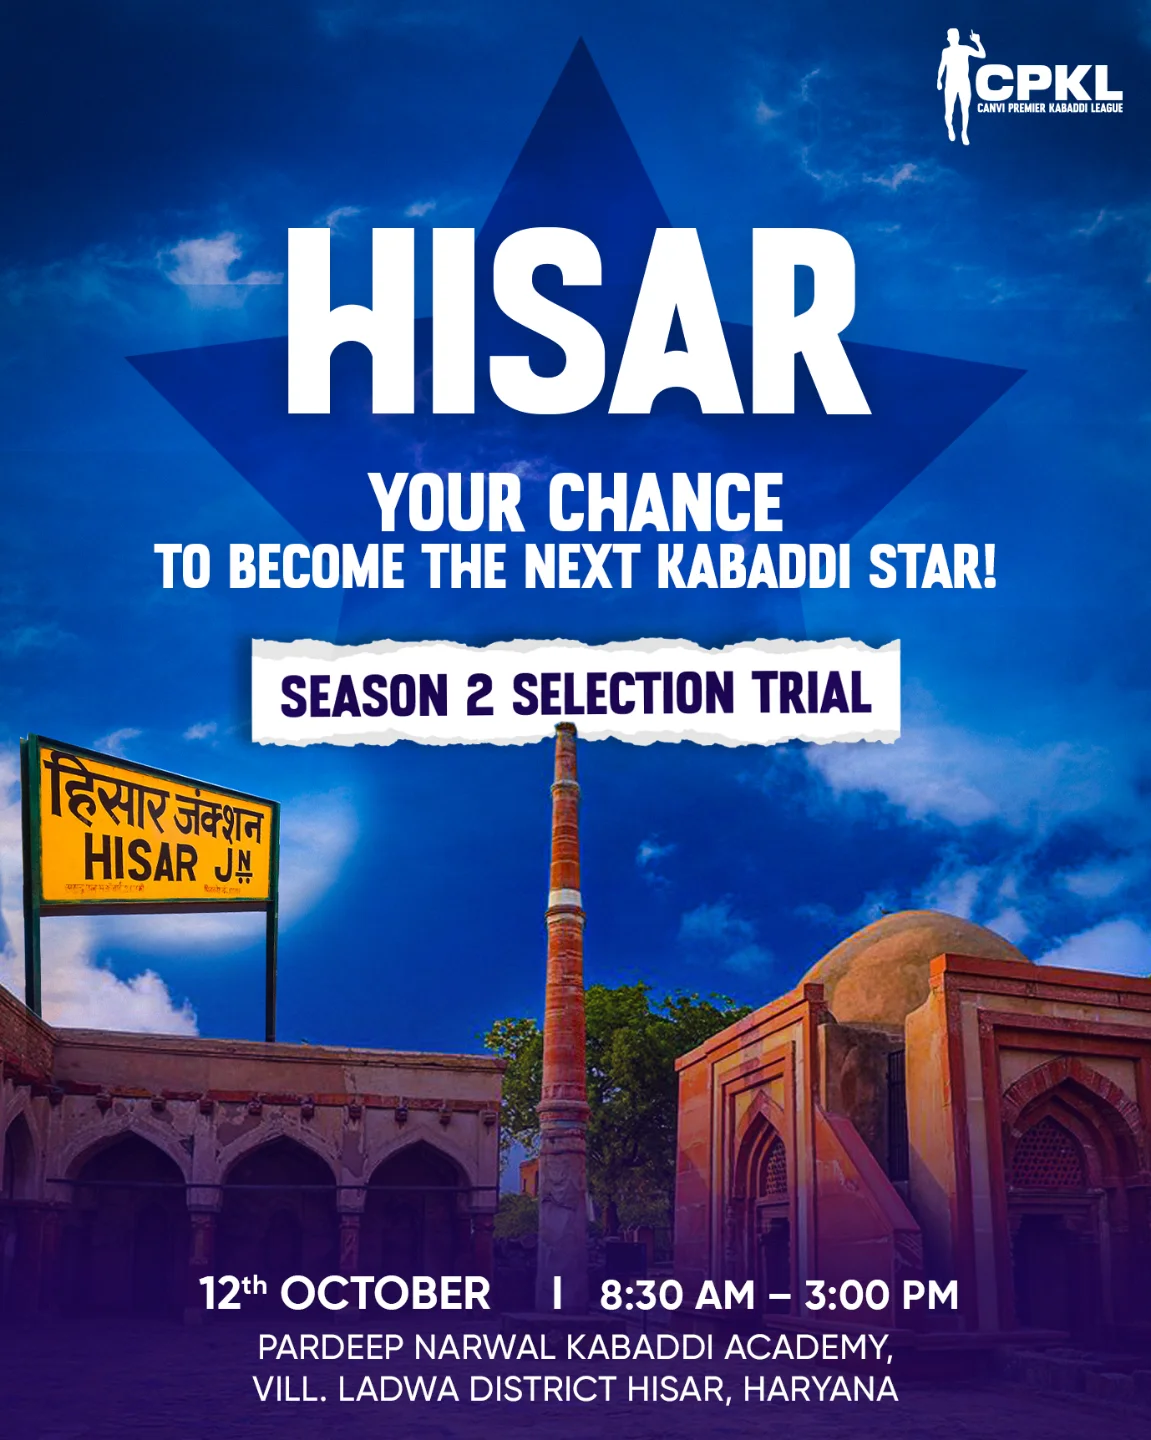 CPKL
CANVI PREMIER KABADDI LEAGUE
HISAR
YOUR CHANCE
TO BECOME THE NEXT KABADDI STAR!
SEASON 2 SELECTION TRIAL
हिसार जंक्शन
HISAR JN
12th OCTOBER | 8:30 AM – 3:00 PM
PARDEEP NARWAL KABADDI ACADEMY,
VILL. LADWA DISTRICT HISAR, HARYANA